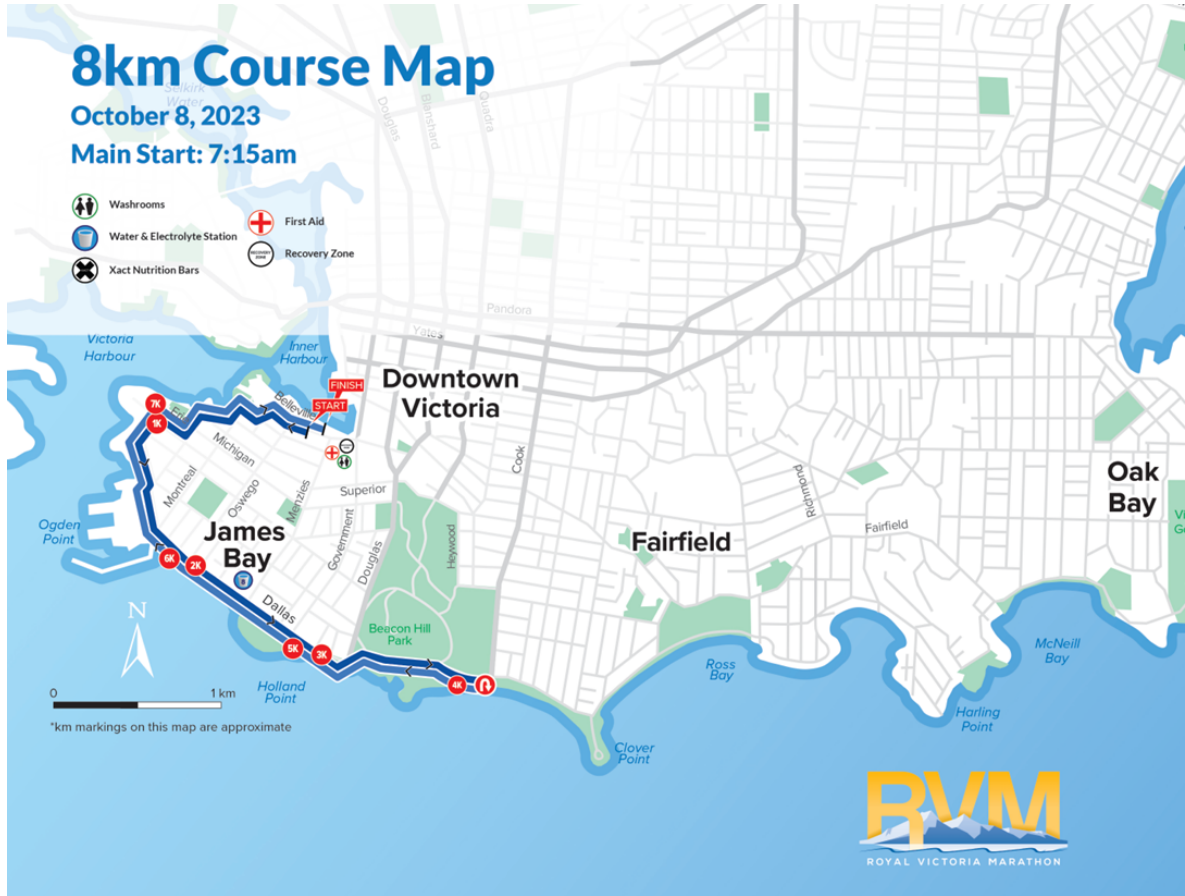 8km Course Map
October 8, 2023
Main Start: 7:15am
Selkirk
Water
Washrooms
Water & Electrolyte Station
Xact Nutrition Bars
First Aid
RECOVERY
ZONE
Recovery Zone
Douglas
Blanshard
Quadra
Pandora
Yates
Victoria
Harbour
Inner
Harbour
Downtown
Victoria
FINISH
START
Belleville
7K
1K
Michigan
Montreal
Oswego
Menzies
Superior
Government
Douglas
Heywood
Cook
Richmond
Fairfield
Fairfield
Oak
Bay
Ogden
Point
James
Bay
6K
2K
Dallas
Beacon Hill
Park
5K
3K
4K
N
0
1 km
*km markings on this map are approximate
Holland
Point
Ross
Bay
Clover
Point
McNeill
Bay
Harling
Point
RVM
ROYAL VICTORIA MARATHON